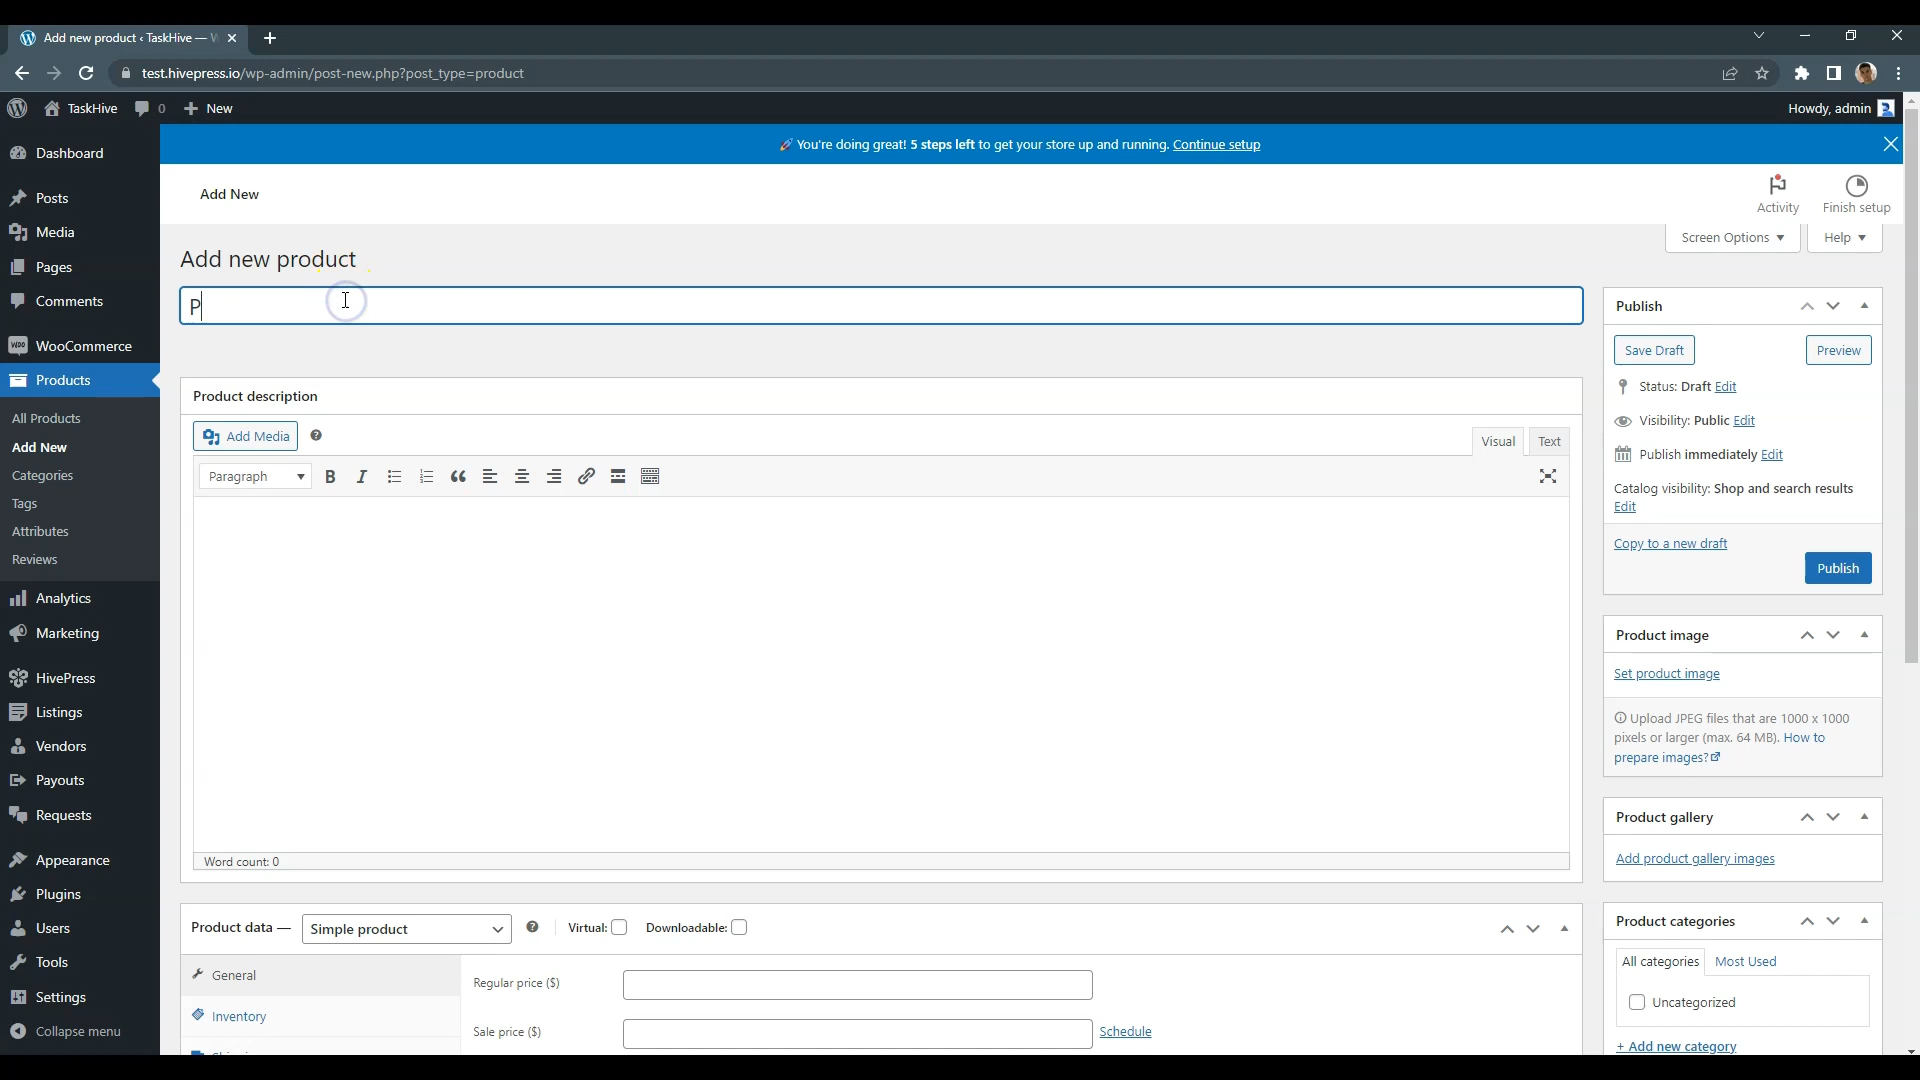 Add new product ‹ TaskHive — W
test.hivepress.io/wp-admin/post-new.php?post_type=product
TaskHive
0
New
Howdy, admin
Dashboard
Posts
Media
Pages
Comments
WooCommerce
Products
All Products
Add New
Categories
Tags
Attributes
Reviews
Analytics
Marketing
HivePress
Listings
Vendors
Payouts
Requests
Appearance
Plugins
Users
Tools
Settings
Collapse menu
🚀 You're doing great! 5 steps left to get your store up and running. Continue setup
Add New
Activity
Finish setup
Screen Options
Help
Add new product
P
Product description
Add Media
Visual
Text
Paragraph
Word count: 0
Product data —
Simple product
Virtual:
Downloadable:
General
Inventory
Regular price ($)
Sale price ($)
Schedule
Publish
Save Draft
Preview
Status: Draft Edit
Visibility: Public Edit
Publish immediately Edit
Catalog visibility: Shop and search results
Edit
Copy to a new draft
Publish
Product image
Set product image
Upload JPEG files that are 1000 x 1000
pixels or larger (max. 64 MB). How to
prepare images?
Product gallery
Add product gallery images
Product categories
All categories
Most Used
Uncategorized
+ Add new category